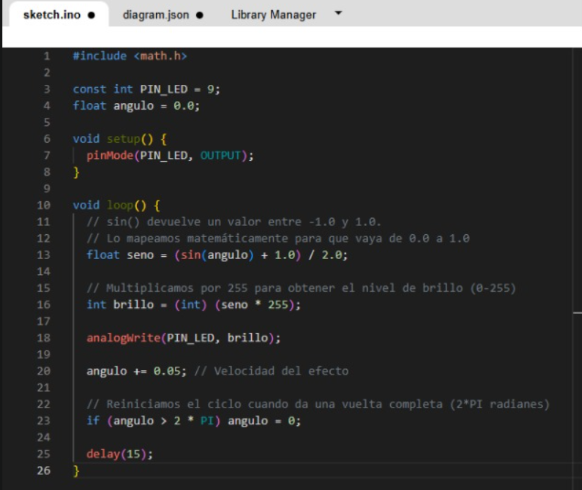 sketch.ino ● diagram.json ● Library Manager ▼
1 #include <math.h>
2
3 const int PIN_LED = 9;
4 float angulo = 0.0;
5
6 void setup() {
7   pinMode(PIN_LED, OUTPUT);
8 }
9
10 void loop() {
11   // sin() devuelve un valor entre -1.0 y 1.0.
12   // Lo mapeamos matemáticamente para que vaya de 0.0 a 1.0
13   float seno = (sin(angulo) + 1.0) / 2.0;
14
15   // Multiplicamos por 255 para obtener el nivel de brillo (0-255)
16   int brillo = (int) (seno * 255);
17
18   analogWrite(PIN_LED, brillo);
19
20   angulo += 0.05; // Velocidad del efecto
21
22   // Reiniciamos el ciclo cuando da una vuelta completa (2*PI radianes)
23   if (angulo > 2 * PI) angulo = 0;
24
25   delay(15);
26 }